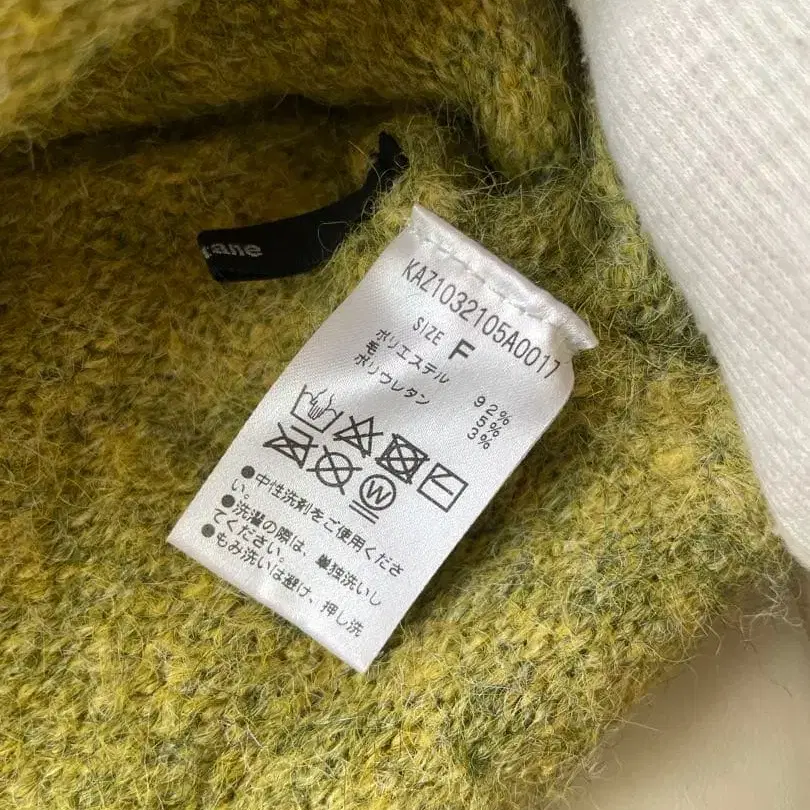 rane
KAZ1032105A0017
SIZE F
ポリエステル 92%
毛 5%
ポリウレタン 3%
W
●中性洗剤をご使用くださ
い。
●洗濯の際は、単独洗いし
てください。
●もみ洗いは避け、押し洗